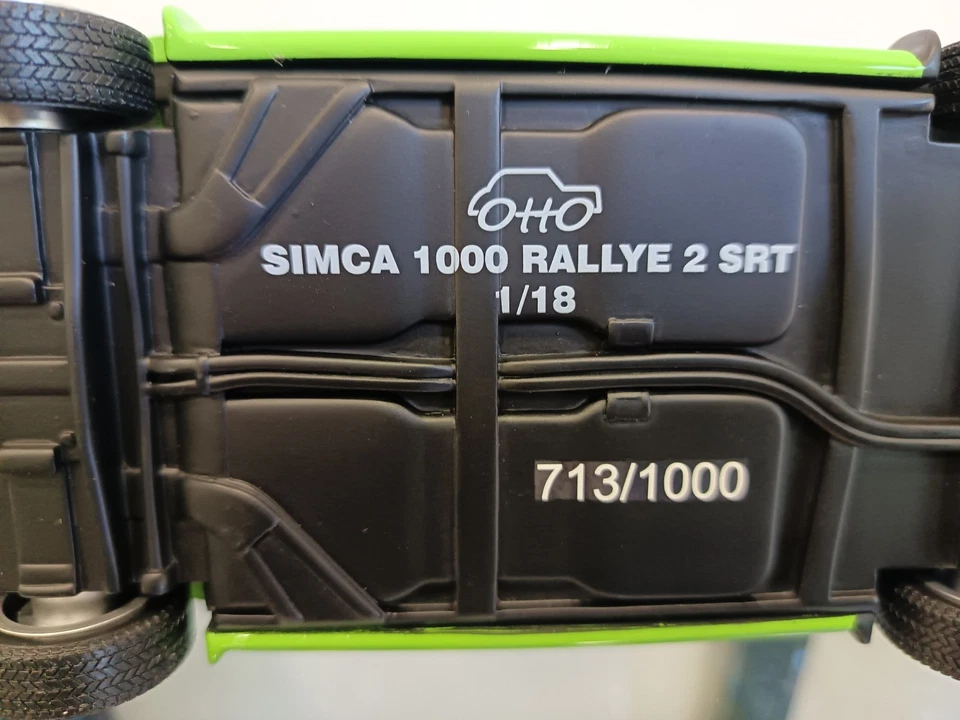 OttO
SIMCA 1000 RALLYE 2 SRT
1/18
713/1000